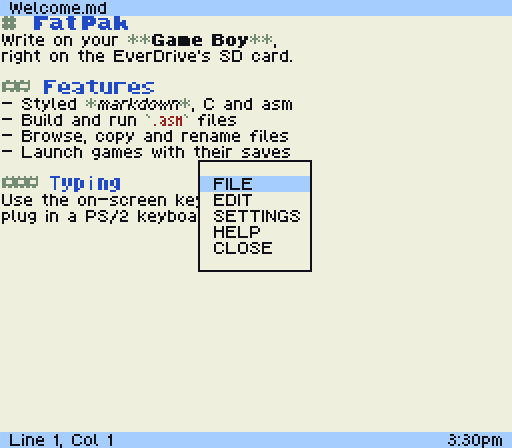 Welcome.md
# FatPak
Write on your **Game Boy**,
right on the EverDrive's SD card.
## Features
- Styled *markdown*, C and asm
- Build and run `.asm` files
- Browse, copy and rename files
- Launch games with their saves
### Typing
Use the on-screen key
plug in a PS/2 keyboa
FILE
EDIT
SETTINGS
HELP
CLOSE
Line 1, Col 1
3:30pm